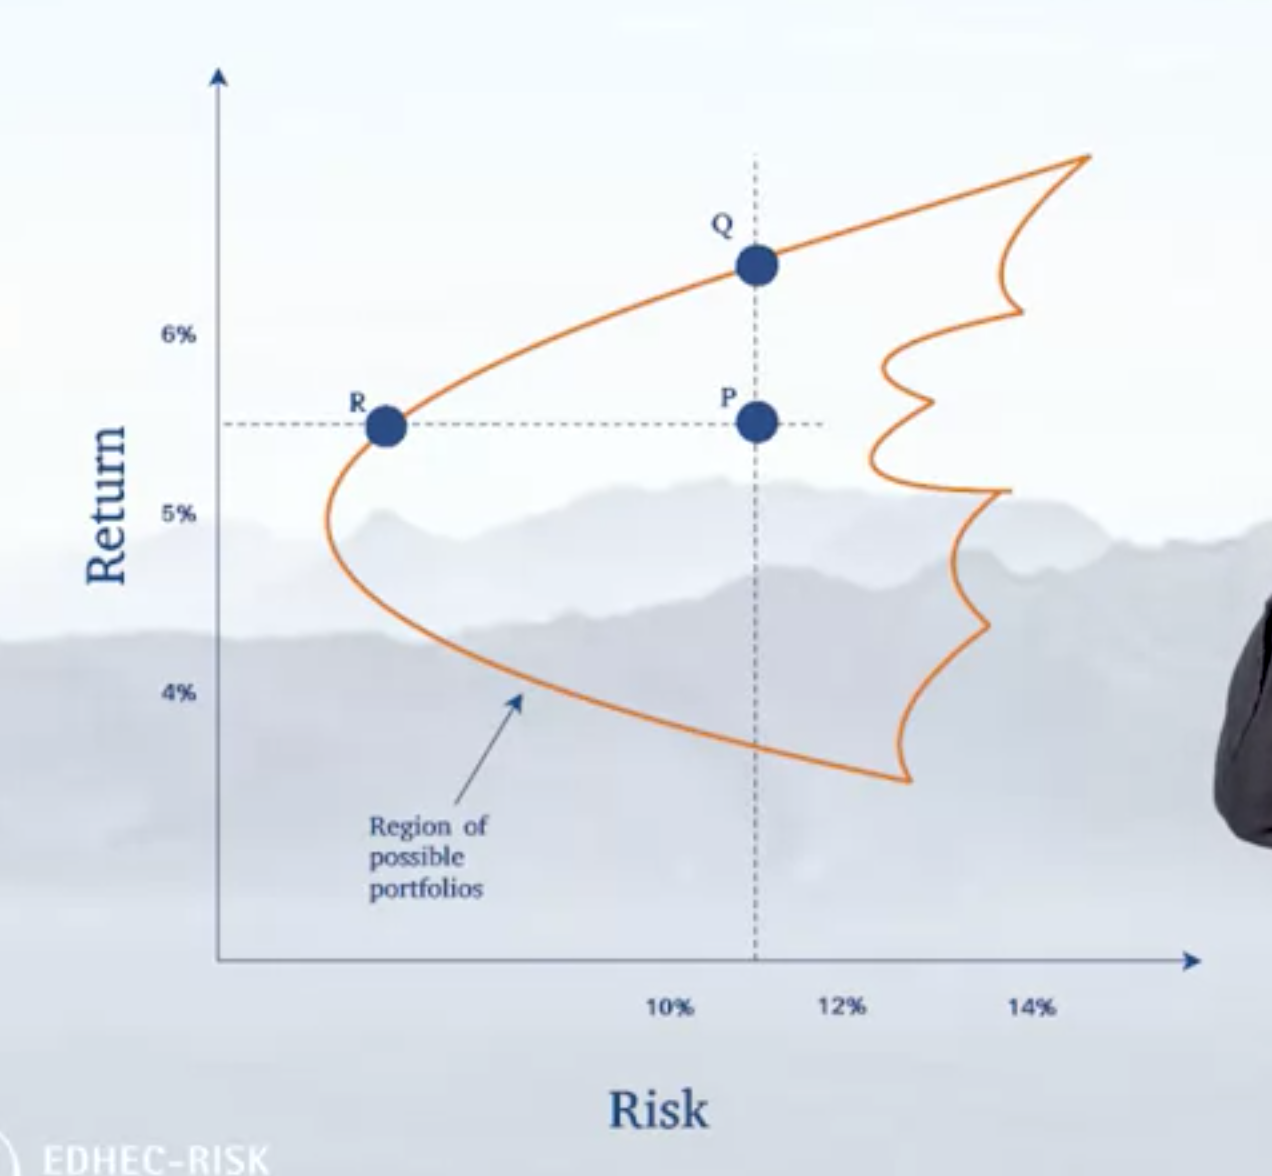 Q
6%
R
P
Return
5%
4%
Region of
possible
portfolios
10% 12% 14%
Risk
EDHEC-RISK